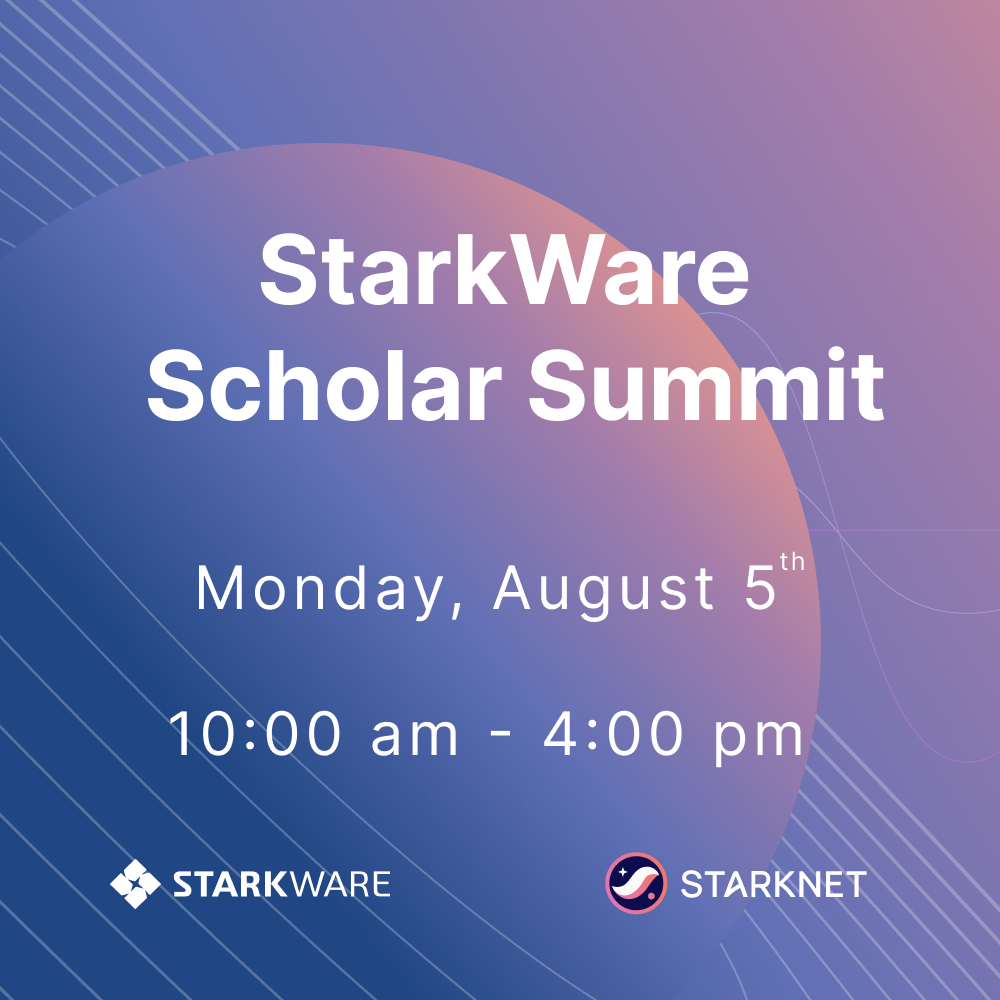 StarkWare
Scholar Summit
Monday, August 5th
10:00 am - 4:00 pm
STARKWARE
STARKNET